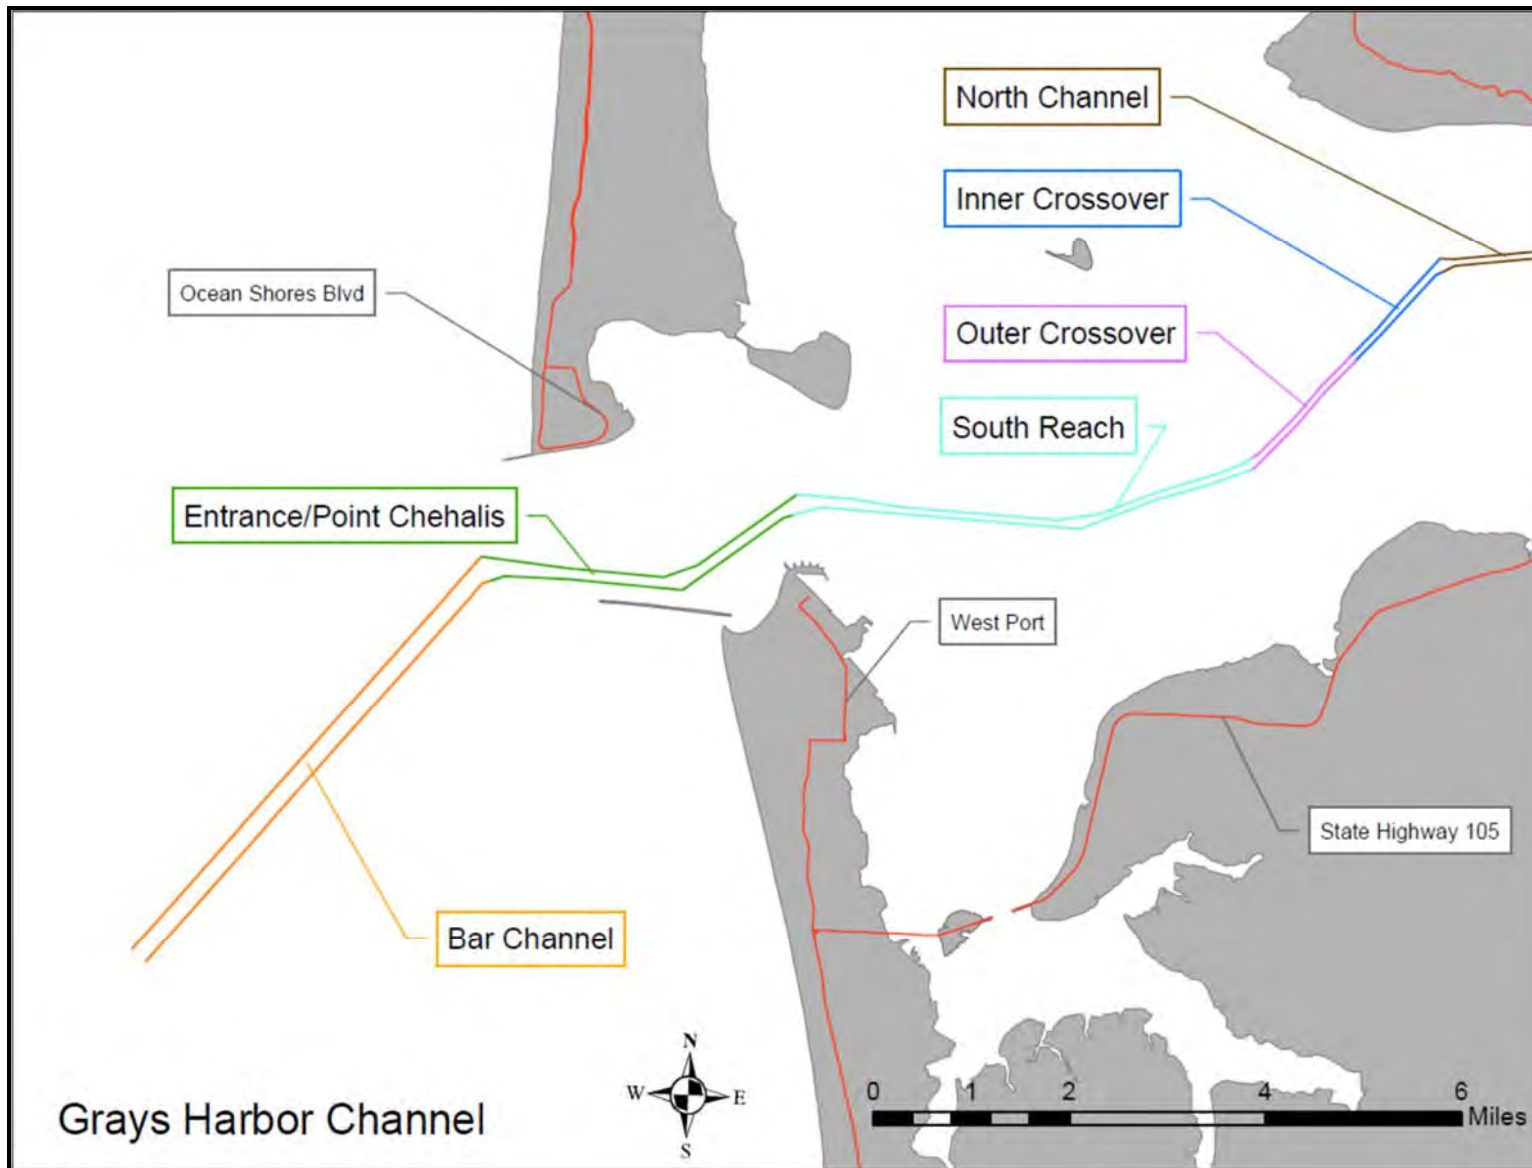 North Channel
Inner Crossover
Ocean Shores Blvd
Outer Crossover
South Reach
Entrance/Point Chehalis
West Port
State Highway 105
Bar Channel
N
W E
S
0 1 2 4 6
Miles
Grays Harbor Channel